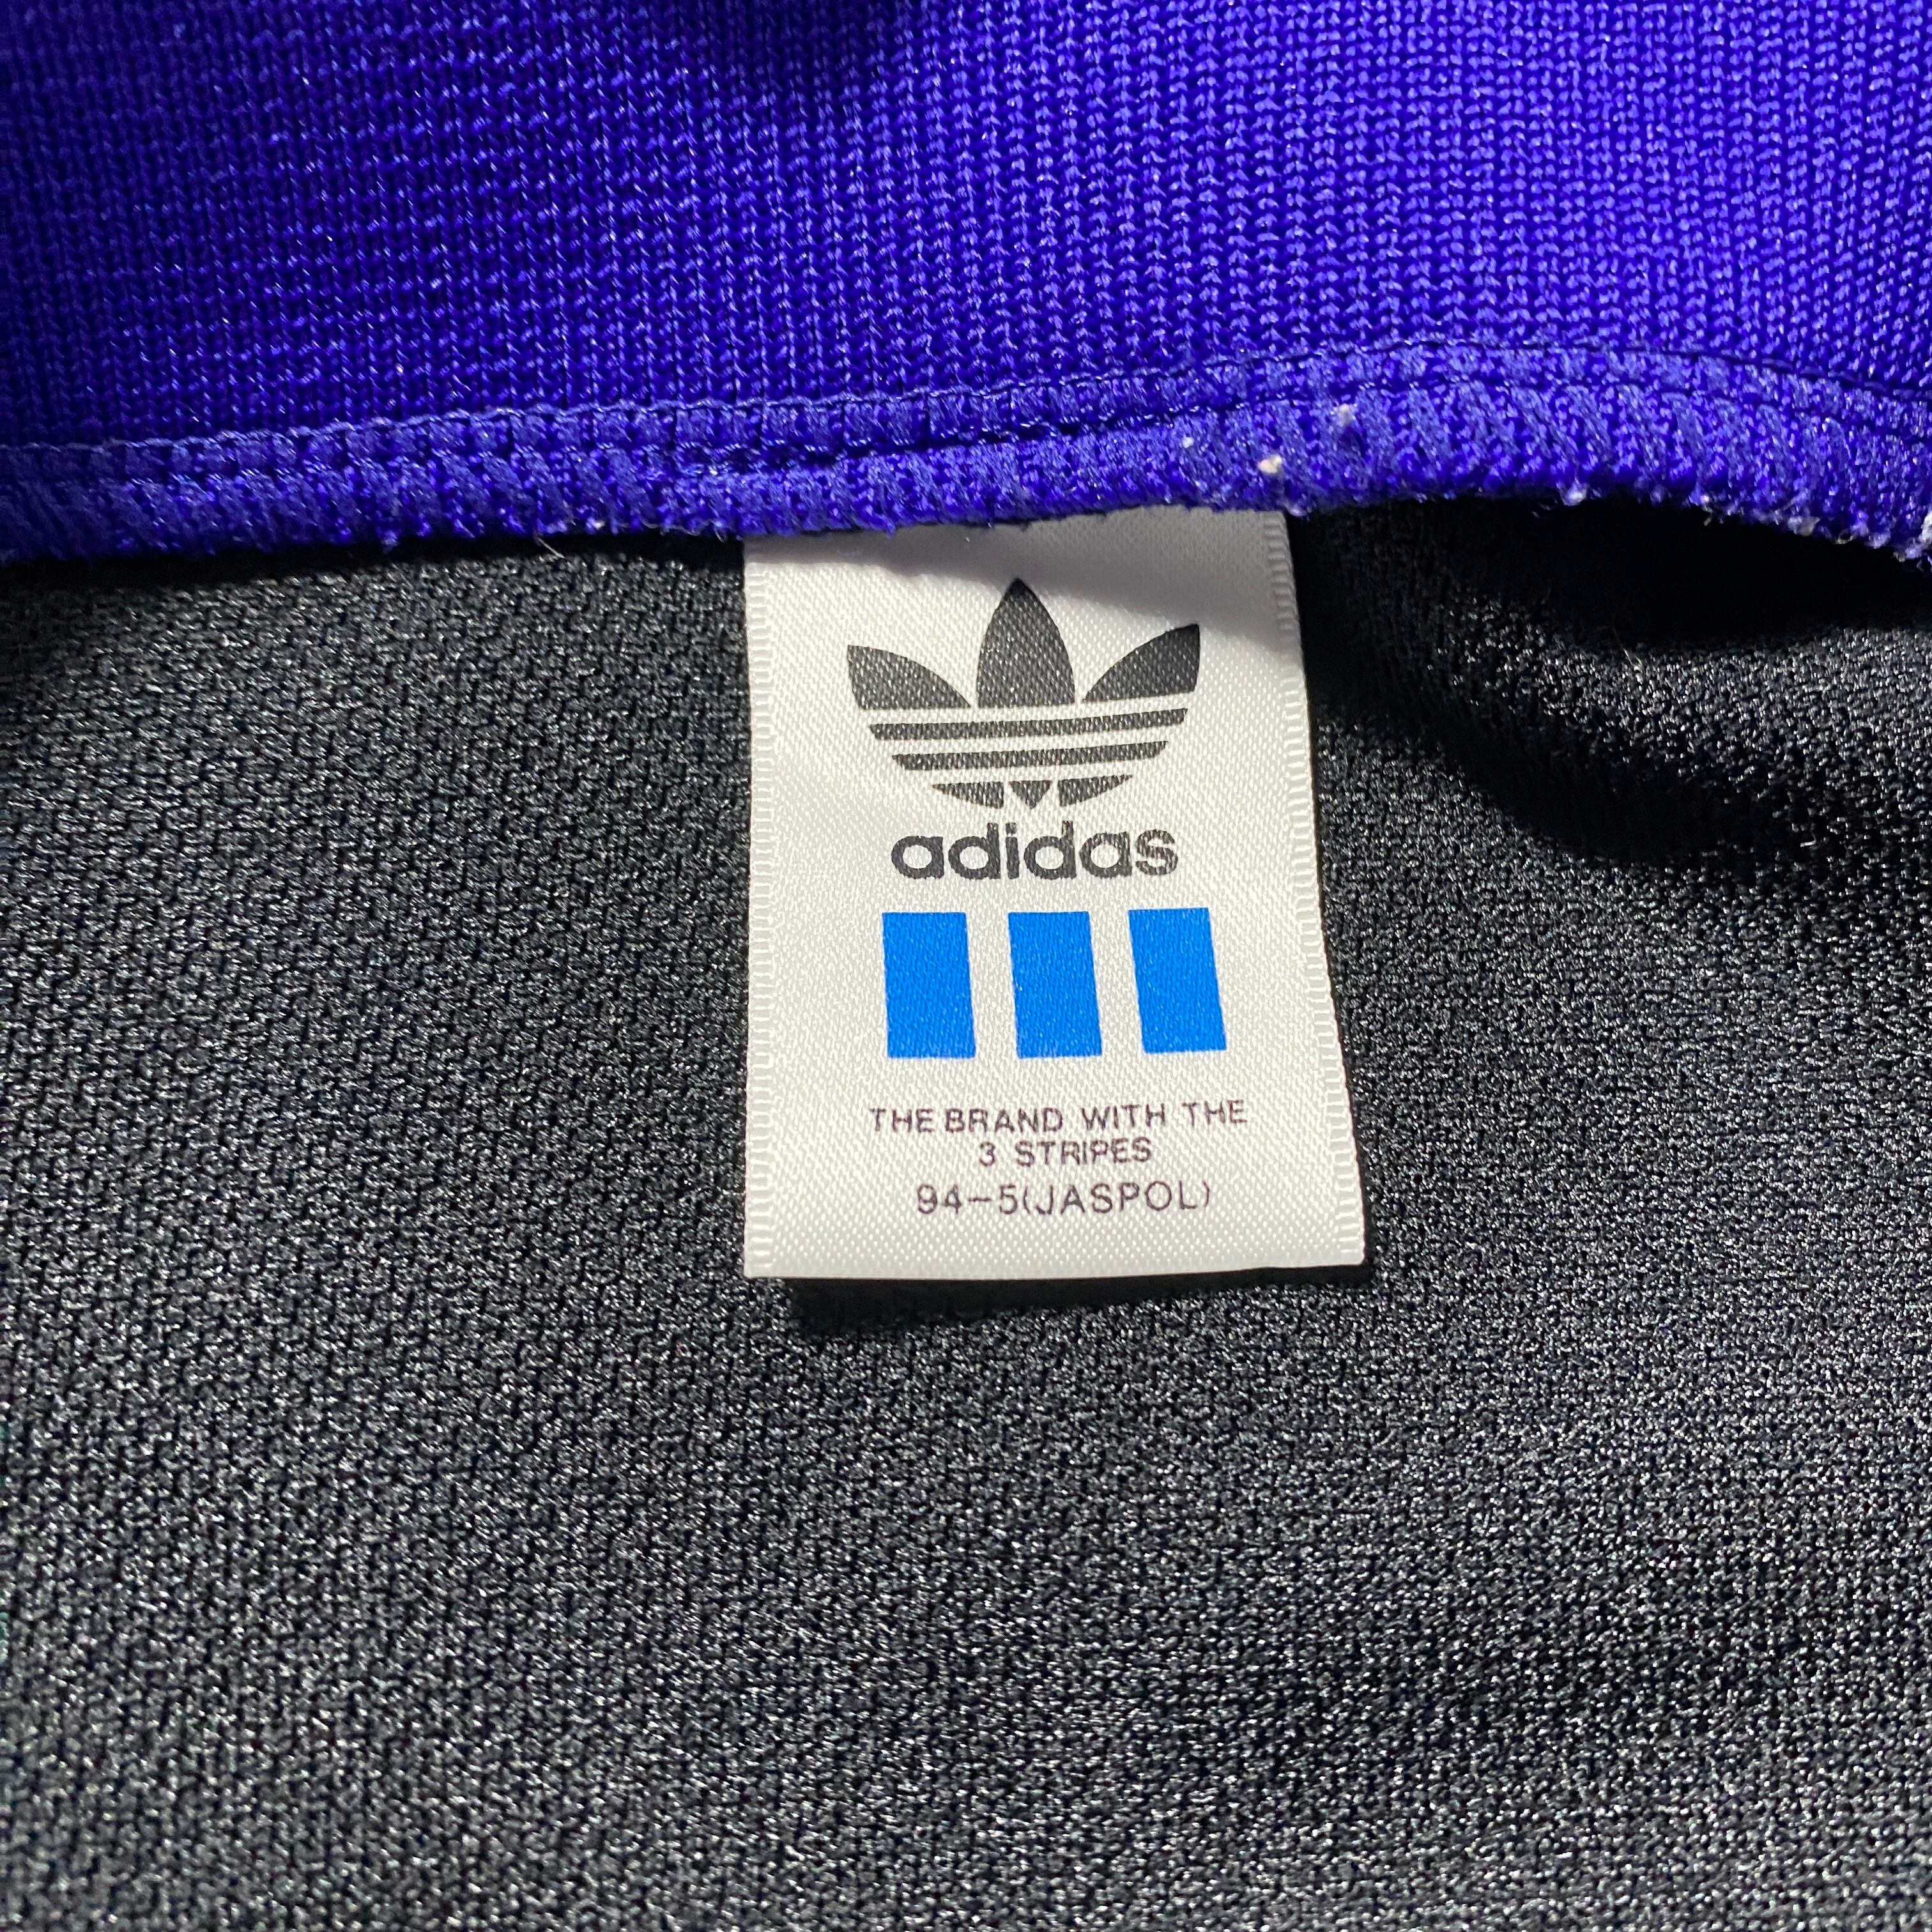 adidas
THE BRAND WITH THE
3 STRIPES
94-5(JASPOL)